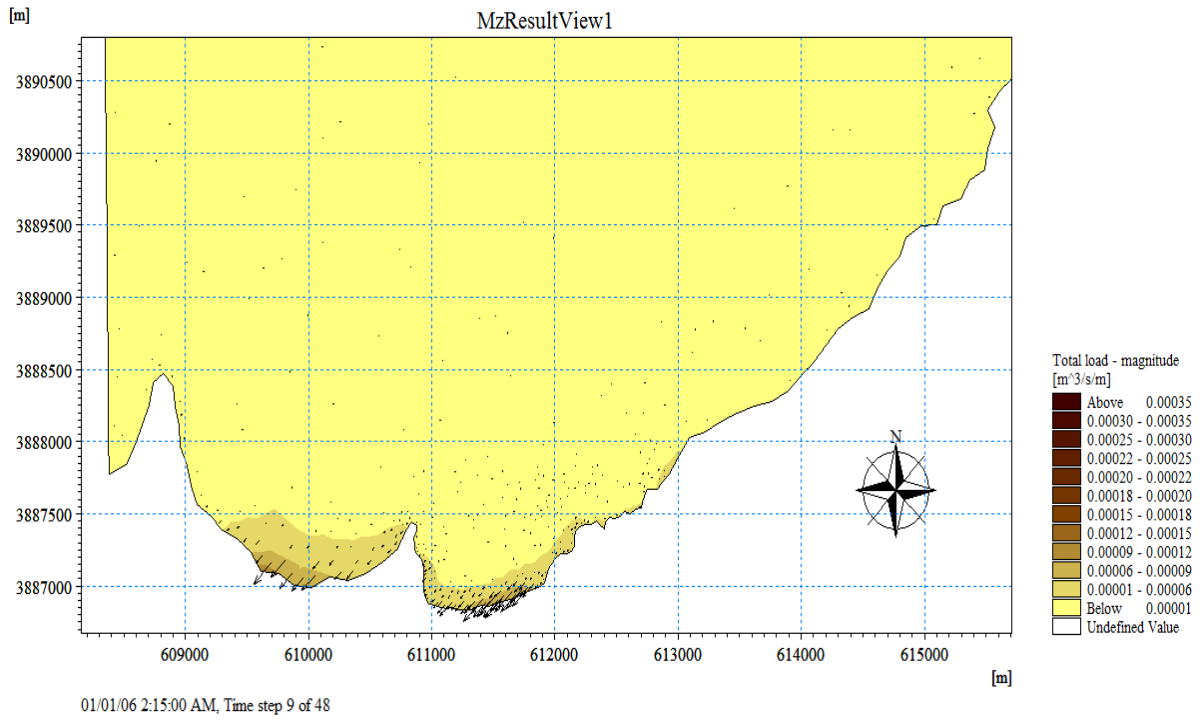 [m]
MzResultView1
3890500
3890000
3889500
3889000
3888500
3888000
3887500
3887000
609000 610000 611000 612000 613000 614000 615000
[m]
N
Total load - magnitude
[m^3/s/m]
Above 0.00035
0.00030 - 0.00035
0.00025 - 0.00030
0.00022 - 0.00025
0.00020 - 0.00022
0.00018 - 0.00020
0.00015 - 0.00018
0.00012 - 0.00015
0.00009 - 0.00012
0.00006 - 0.00009
0.00001 - 0.00006
Below 0.00001
Undefined Value
01/01/06 2:15:00 AM, Time step 9 of 48